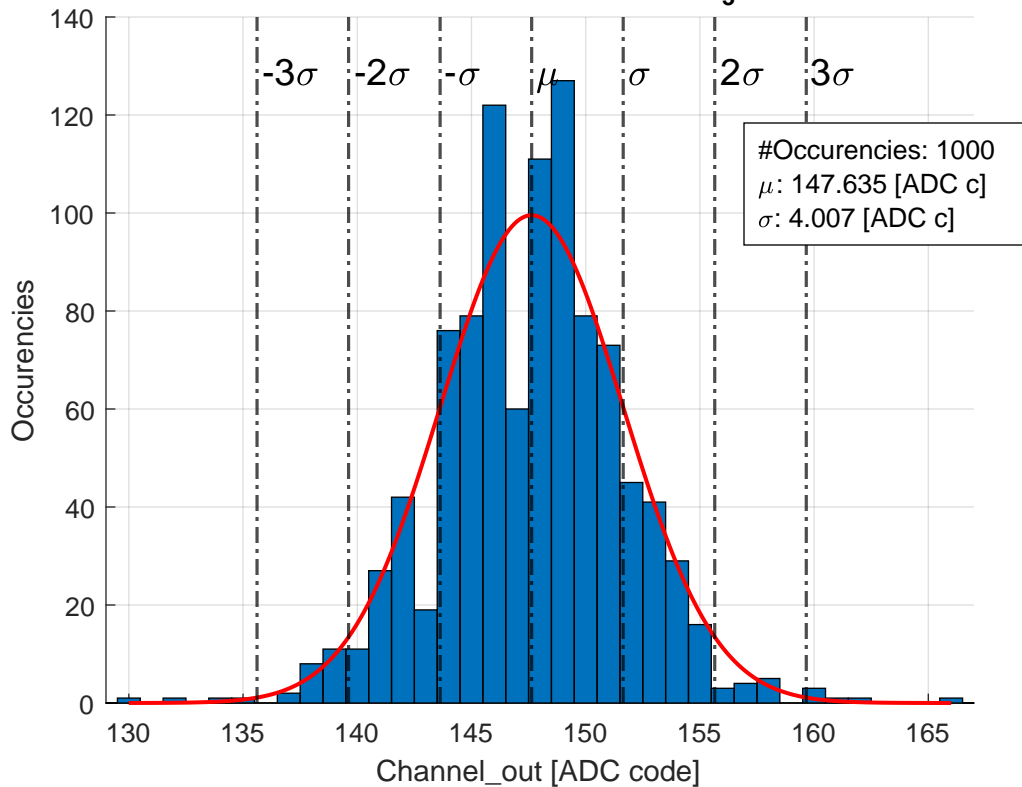 140
120
100
80
60
40
20
0
-3σ -2σ -σ μ σ 2σ 3σ
#Occurencies: 1000
μ: 147.635 [ADC c]
σ: 4.007 [ADC c]
Occurencies
130 135 140 145 150 155 160 165
Channel_out [ADC code]